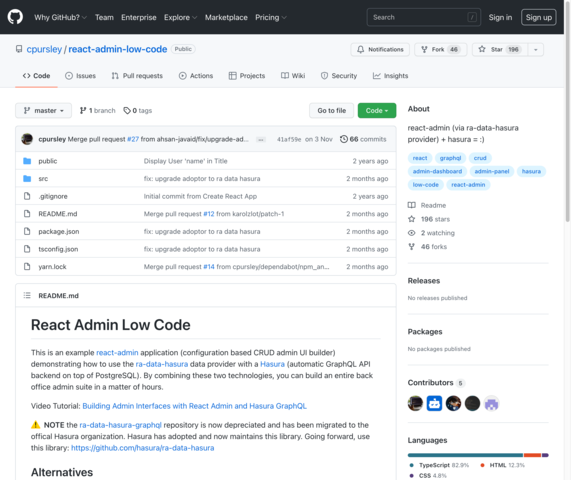 Why GitHub? Team Enterprise Explore Marketplace Pricing Search / Sign in Sign up
cpursley / react-admin-low-code Public Notifications Fork 46 Star 196
Code Issues Pull requests Actions Projects Wiki Security Insights
master 1 branch 0 tags Go to file Code
cpursley Merge pull request #27 from ahsan-javaid/fix/upgrade-ad... 41af59e on 3 Nov 66 commits
public Display User 'name' in Title 2 years ago
src fix: upgrade adoptor to ra data hasura 2 months ago
.gitignore Initial commit from Create React App 2 years ago
README.md Merge pull request #12 from karolzlot/patch-1 2 months ago
package.json fix: upgrade adoptor to ra data hasura 2 months ago
tsconfig.json fix: upgrade adoptor to ra data hasura 2 months ago
yarn.lock Merge pull request #14 from cpursley/dependabot/npm_an... 2 months ago
README.md
React Admin Low Code
This is an example react-admin application (configuration based CRUD admin UI builder)
demonstrating how to use the ra-data-hasura data provider with a Hasura (automatic GraphQL API
backend on top of PostgreSQL). By combining these two technologies, you can build an entire back
office admin suite in a matter of hours.
Video Tutorial: Building Admin Interfaces with React Admin and Hasura GraphQL
NOTE the ra-data-hasura-graphql repository is now depreciated and has been migrated to the
offical Hasura organization. Hasura has adopted and now maintains this library. Going forward, use
this library: https://github.com/hasura/ra-data-hasura
Alternatives
About
react-admin (via ra-data-hasura
provider) + hasura = :)
react graphql crud
admin-dashboard admin-panel hasura
low-code react-admin
Readme
196 stars
2 watching
46 forks
Releases
No releases published
Packages
No packages published
Contributors 5
Languages
TypeScript 82.9% HTML 12.3%
CSS 4.8%